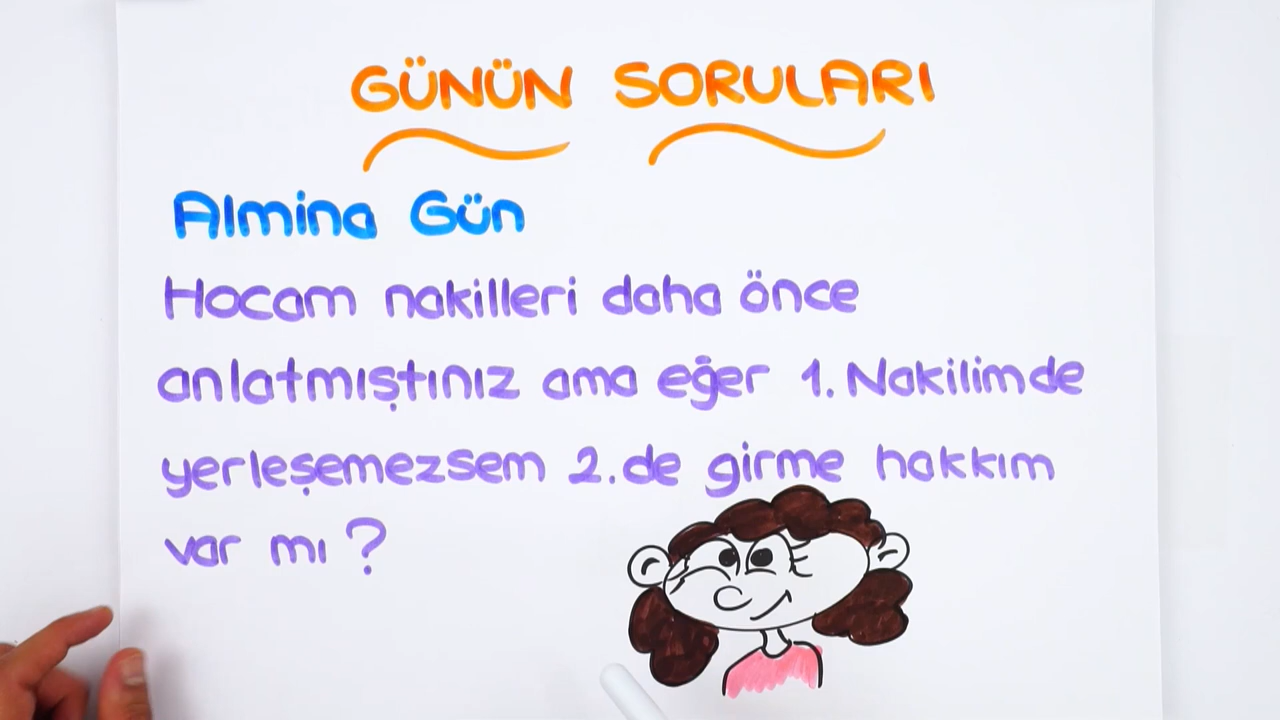 GÜNÜN SORULARI
Almina Gün
Hocam nakilleri daha önce
anlatmıştınız ama eğer 1. Nakilimde
yerleşemezsem 2.de girme hakkım
var mı ?